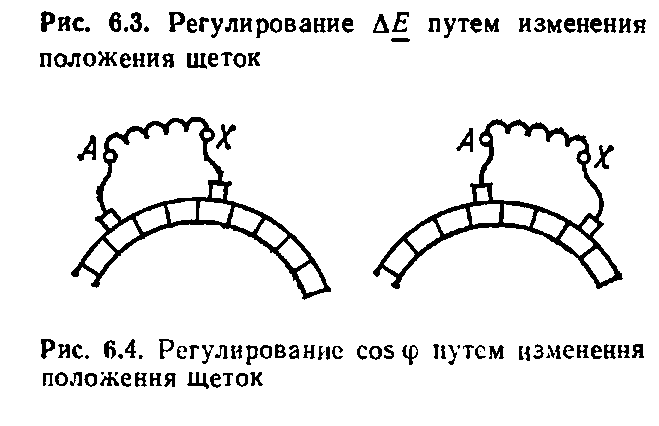 Рис. 6.3. Регулирование ΔE путем изменения
положения щеток
A X A X
Рис. 6.4. Регулирование cos φ путем изменения
положения щеток